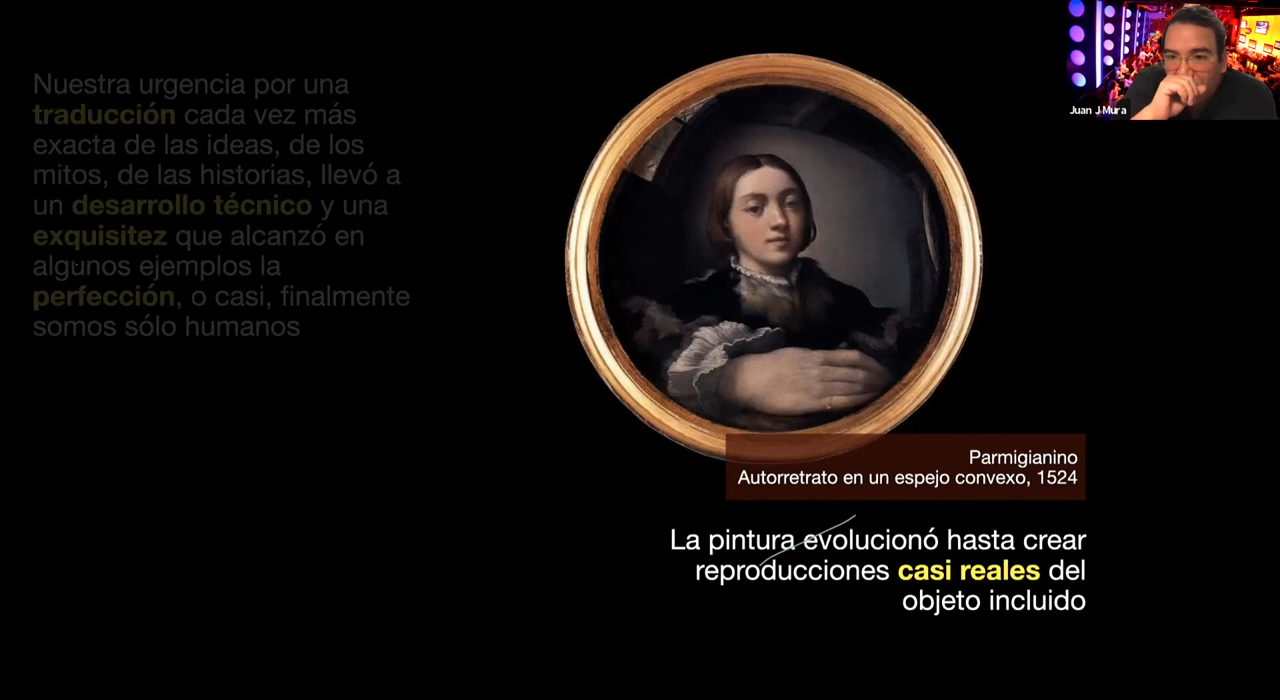 Nuestra urgencia por una
traducción cada vez más
exacta de las ideas, de los
mitos, de las historias, llevó a
un desarrollo técnico y una
exquisitez que alcanzó en
algunos ejemplos la
perfección, o casi, finalmente
somos sólo humanos
Juan J Mura
Parmigianino
Autorretrato en un espejo convexo, 1524
La pintura evolucionó hasta crear
reproducciones casi reales del
objeto incluido